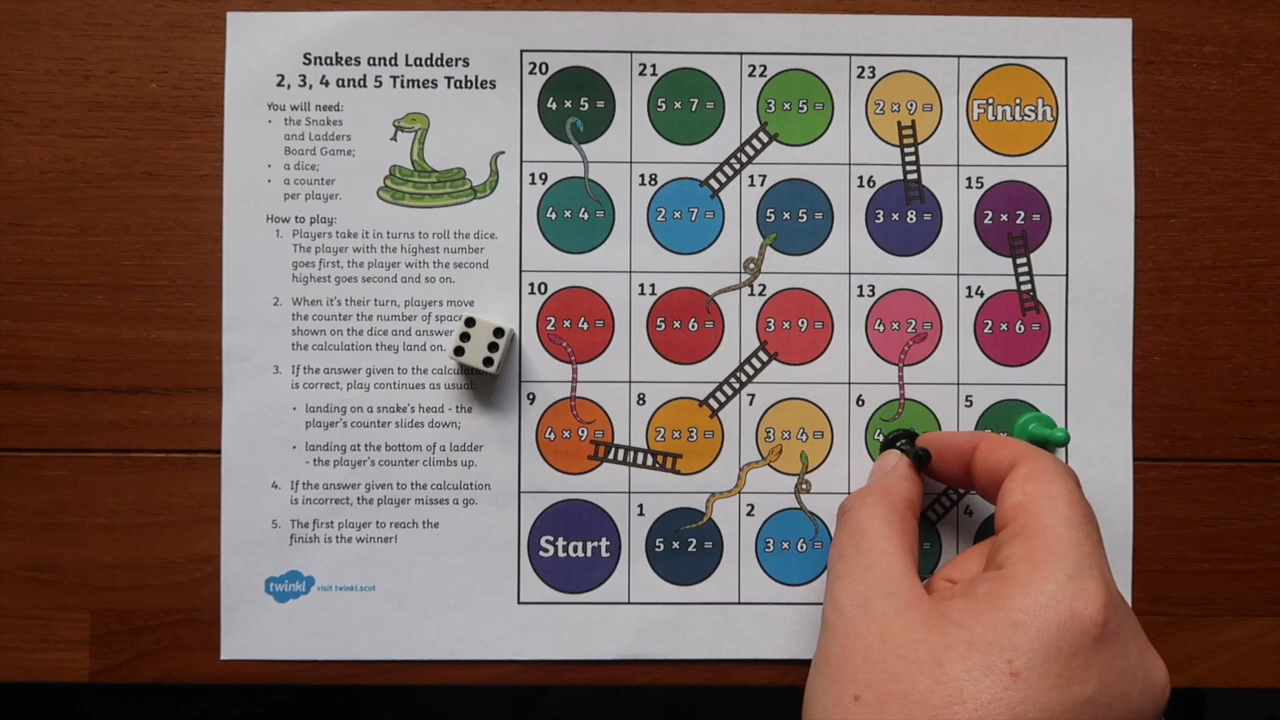 Snakes and Ladders
2, 3, 4 and 5 Times Tables
You will need:
• the Snakes
and Ladders
Board Game;
• a dice;
• a counter
per player.
How to play:
1. Players take it in turns to roll the dice.
The player with the highest number
goes first, the player with the second
highest goes second and so on.
2. When it's their turn, players move
the counter the number of
shown on the dice and answer
the calculation they land on.
3. If the answer given to the
is correct, play continues as usual:
• landing on a snake's head - the
player's counter slides down;
• landing at the bottom of a ladder
- the player's counter climbs up.
4. If the answer given to the calculation
is incorrect, the player misses a go.
5. The first player to reach the
finish is the winner!
twinkl visit twinkl.scot
20 21 22 23
4 × 5 = 5 × 7 = 3 × 5 = 2 × 9 = Finish
19 18 17 16 15
4 × 4 = 2 × 7 = 5 × 5 = 3 × 8 = 2 × 2 =
10 11 12 13 14
2 × 4 = 5 × 6 = 3 × 9 = 4 × 2 = 2 × 6 =
9 8 7 6 5
4 × 9 = 2 × 3 = 3 × 4 = 4
1 2 4
Start 5 × 2 = 3 × 6 = =